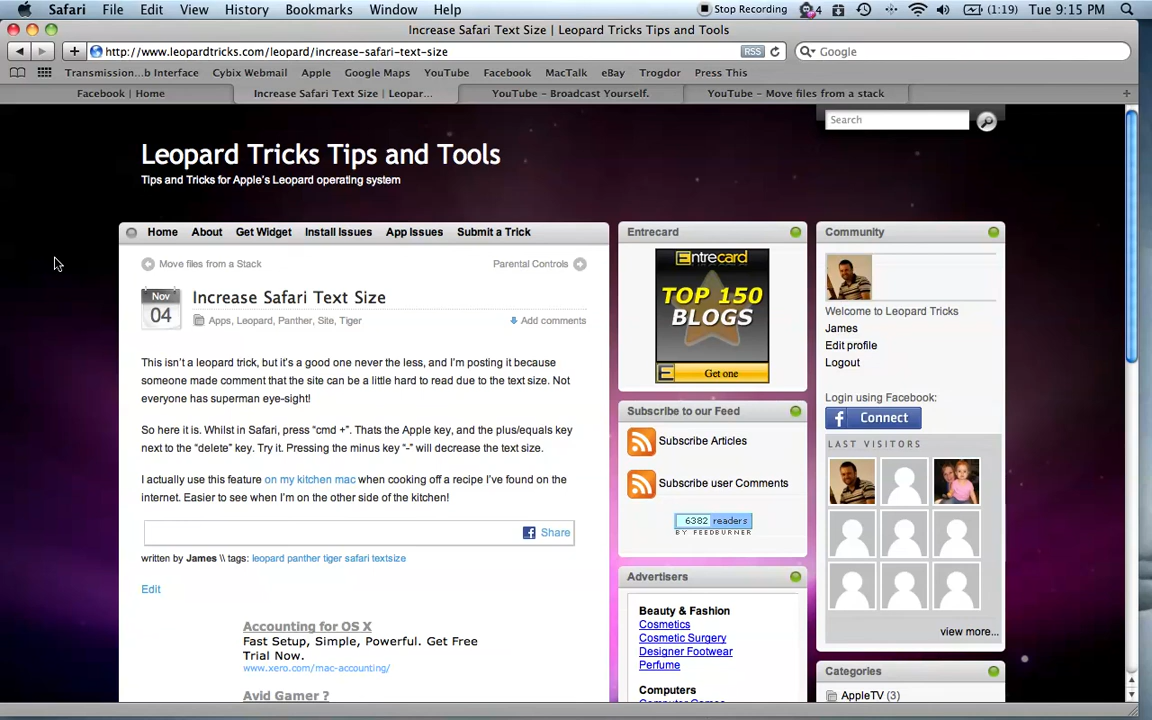 Safari File Edit View History Bookmarks Window Help Stop Recording 4 (1:19) Tue 9:15 PM
Increase Safari Text Size | Leopard Tricks Tips and Tools
http://www.leopardtricks.com/leopard/increase-safari-text-size RSS Google
Transmission...b Interface Cybix Webmail Apple Google Maps YouTube Facebook MacTalk eBay Trogdor Press This
Facebook | Home Increase Safari Text Size | Leopar... YouTube – Broadcast Yourself. YouTube – Move files from a stack
Search
Leopard Tricks Tips and Tools
Tips and Tricks for Apple's Leopard operating system
Home About Get Widget Install Issues App Issues Submit a Trick
Move files from a Stack Parental Controls
Nov
04
Increase Safari Text Size
Apps, Leopard, Panther, Site, Tiger Add comments
This isn't a leopard trick, but it's a good one never the less, and I'm posting it because
someone made comment that the site can be a little hard to read due to the text size. Not
everyone has superman eye-sight!
So here it is. Whilst in Safari, press "cmd +". Thats the Apple key, and the plus/equals key
next to the "delete" key. Try it. Pressing the minus key "-" will decrease the text size.
I actually use this feature on my kitchen mac when cooking off a recipe I've found on the
internet. Easier to see when I'm on the other side of the kitchen!
Share
written by James \\ tags: leopard panther tiger safari textsize
Edit
Accounting for OS X
Fast Setup, Simple, Powerful. Get Free
Trial Now.
www.xero.com/mac-accounting/
Avid Gamer ?
Entrecard
Entrecard
TOP 150
BLOGS
E Get one
Subscribe to our Feed
Subscribe Articles
Subscribe user Comments
6382 readers
BY FEEDBURNER
Advertisers
Beauty & Fashion
Cosmetics
Cosmetic Surgery
Designer Footwear
Perfume
Computers
Computer Games
Community
Welcome to Leopard Tricks
James
Edit profile
Logout
Login using Facebook:
f Connect
LAST VISITORS
view more...
Categories
AppleTV (3)